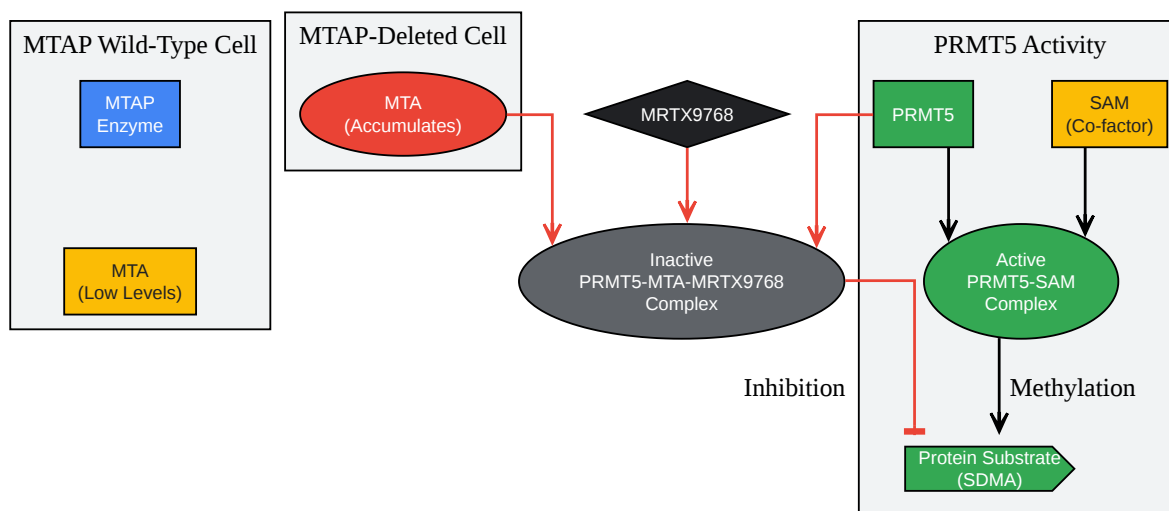 MTAP Wild-Type Cell
MTAP
Enzyme
MTA
(Low Levels)
MTAP-Deleted Cell
MTA
(Accumulates)
MRTX9768
PRMT5 Activity
PRMT5
SAM
(Co-factor)
Inactive
PRMT5-MTA-MRTX9768
Complex
Active
PRMT5-SAM
Complex
Inhibition
Methylation
Protein Substrate
(SDMA)